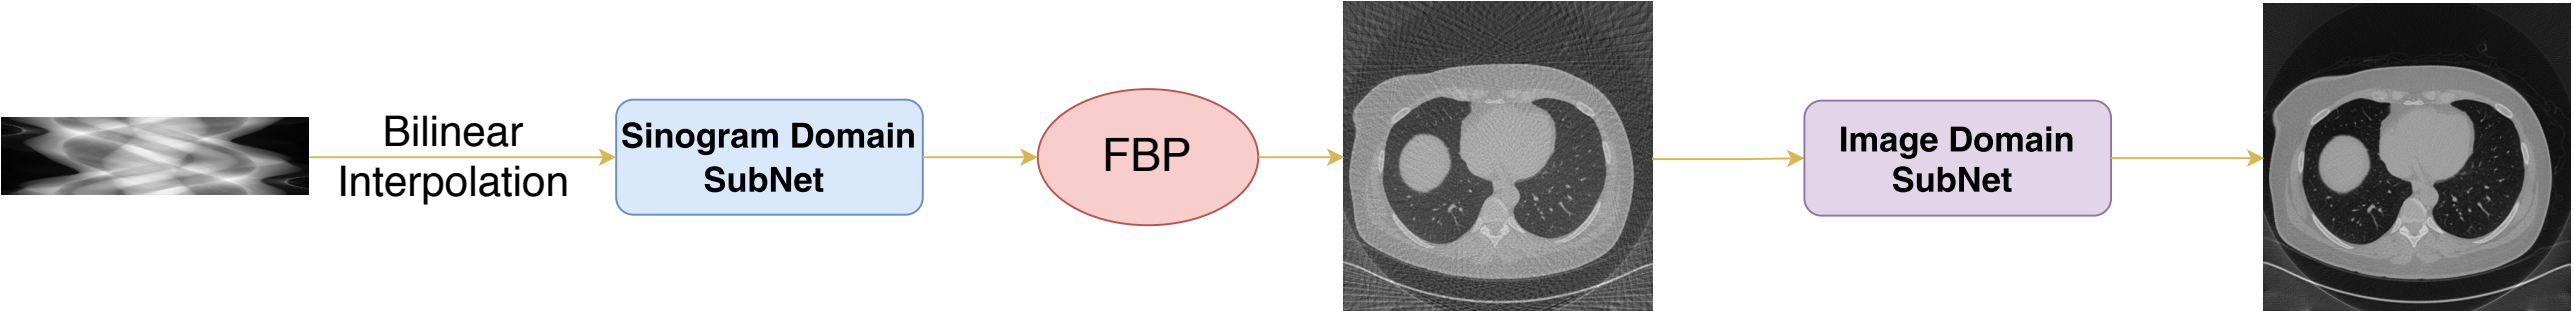 Bilinear
Interpolation
Sinogram Domain
SubNet
FBP
Image Domain
SubNet